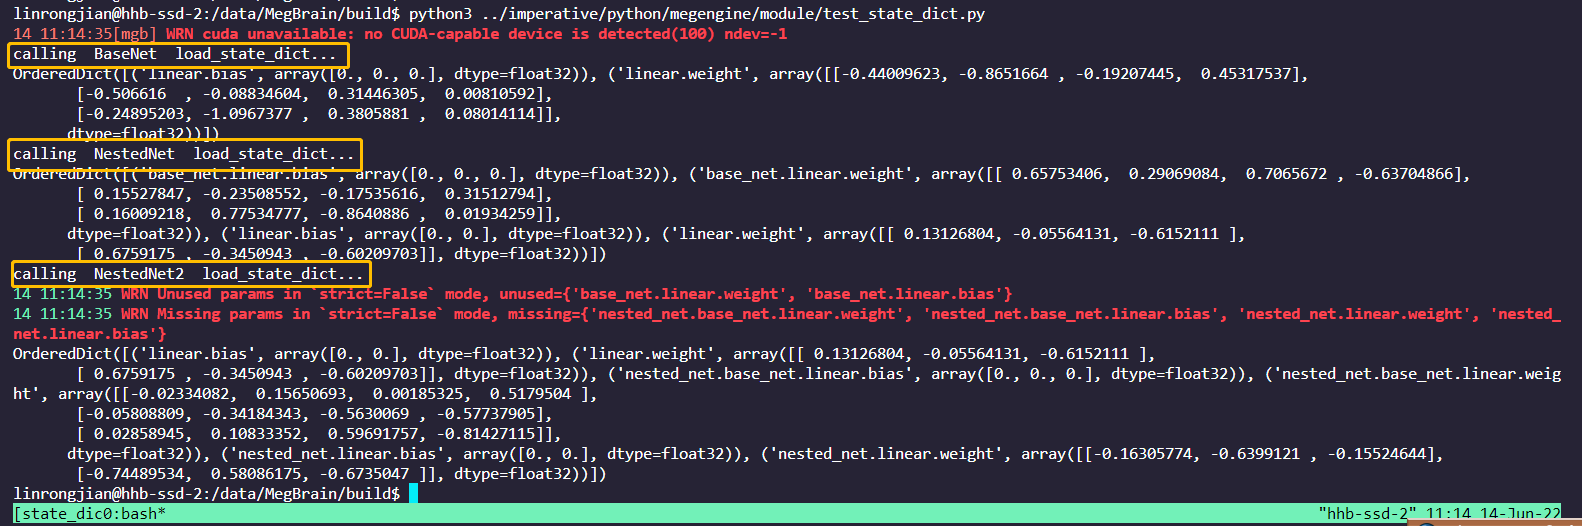 linrongjian@hhb-ssd-2:/data/MegBrain/build$ python3 ../imperative/python/megengine/module/test_state_dict.py
14 11:14:35[mgb] WRN cuda unavailable: no CUDA-capable device is detected(100) ndev=-1
calling  BaseNet  load_state_dict...
OrderedDict([('linear.bias', array([0., 0., 0.], dtype=float32)), ('linear.weight', array([[-0.44009623, -0.8651664 , -0.19207445,  0.45317537],
[-0.506616  , -0.08834604,  0.31446305,  0.00810592],
[-0.24895203, -1.0967377 ,  0.3805881 ,  0.08014114]],
dtype=float32))])
calling  NestedNet  load_state_dict...
OrderedDict([('base_net.linear.bias', array([0., 0., 0.], dtype=float32)), ('base_net.linear.weight', array([[ 0.65753406,  0.29069084,  0.7065672 , -0.63704866],
[ 0.15527847, -0.23508552, -0.17535616,  0.31512794],
[ 0.16009218,  0.77534777, -0.8640886 ,  0.01934259]],
dtype=float32)), ('linear.bias', array([0., 0.], dtype=float32)), ('linear.weight', array([[ 0.13126804, -0.05564131, -0.6152111 ],
[ 0.6759175 , -0.3450943 , -0.60209703]], dtype=float32))])
calling  NestedNet2  load_state_dict...
14 11:14:35 WRN Unused params in `strict=False` mode, unused={'base_net.linear.weight', 'base_net.linear.bias'}
14 11:14:35 WRN Missing params in `strict=False` mode, missing={'nested_net.base_net.linear.weight', 'nested_net.base_net.linear.bias', 'nested_net.linear.weight', 'nested_
net.linear.bias'}
OrderedDict([('linear.bias', array([0., 0.], dtype=float32)), ('linear.weight', array([[ 0.13126804, -0.05564131, -0.6152111 ],
[ 0.6759175 , -0.3450943 , -0.60209703]], dtype=float32)), ('nested_net.base_net.linear.bias', array([0., 0., 0.], dtype=float32)), ('nested_net.base_net.linear.weig
ht', array([[-0.02334082,  0.15650693,  0.00185325,  0.5179504 ],
[-0.05808809, -0.34184343, -0.5630069 , -0.57737905],
[ 0.02858945,  0.10833352,  0.59691757, -0.81427115]],
dtype=float32)), ('nested_net.linear.bias', array([0., 0.], dtype=float32)), ('nested_net.linear.weight', array([[-0.16305774, -0.6399121 , -0.15524644],
[-0.74489534,  0.58086175, -0.6735047 ]], dtype=float32))])
linrongjian@hhb-ssd-2:/data/MegBrain/build$
[state_dic0:bash* "hhb-ssd-2" 11:14 14-Jun-22